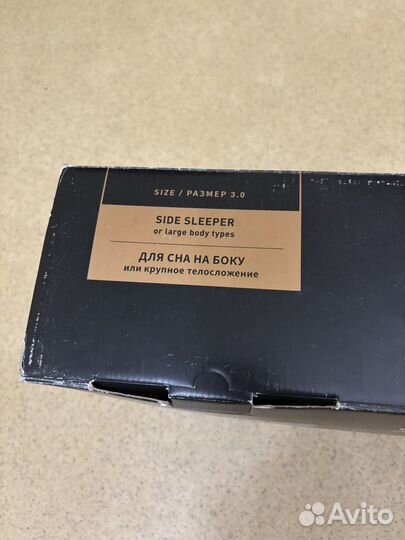 SIZE / РАЗМЕР 3.0
SIDE SLEEPER
or large body types
ДЛЯ СНА НА БОКУ
или крупное телосложение
Avito